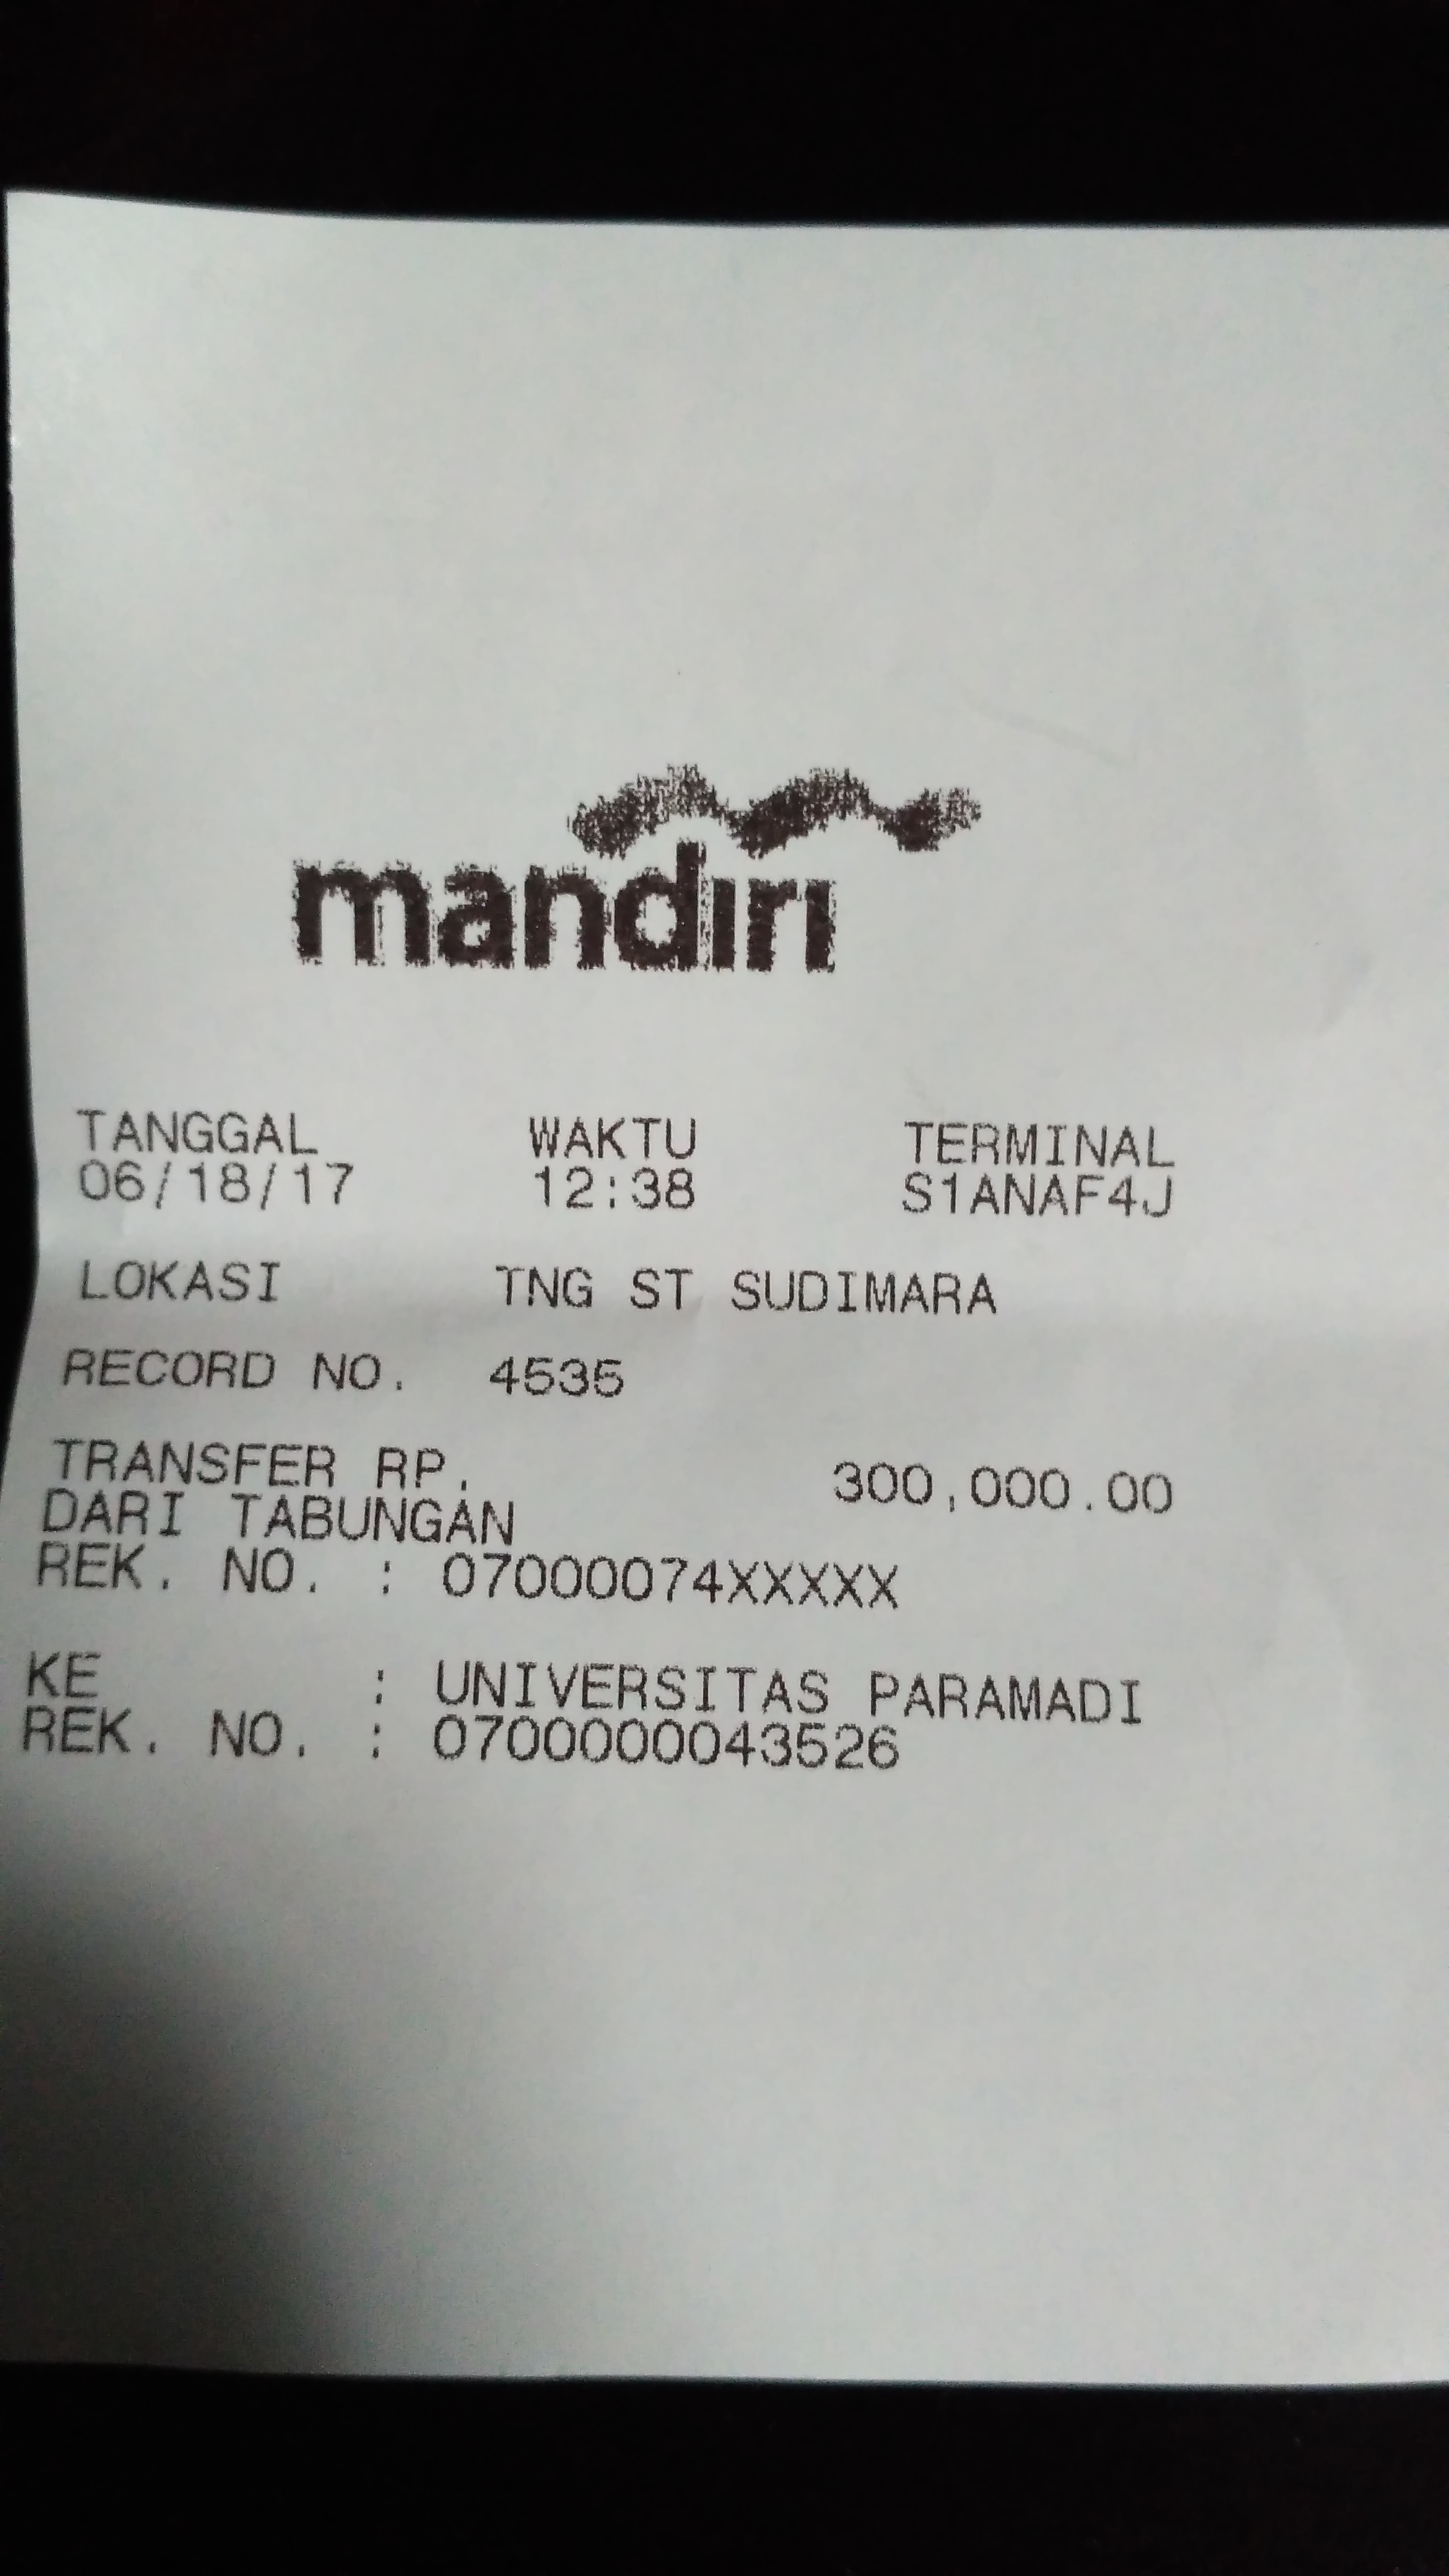 mandiri
TANGGAL WAKTU TERMINAL
06/18/17 12:38 S1ANAF4J
LOKASI TNG ST SUDIMARA
RECORD NO. 4535
TRANSFER RP. 300,000.00
DARI TABUNGAN
REK. NO. : 07000074XXXXX
KE : UNIVERSITAS PARAMADI
REK. NO. : 0700000043526